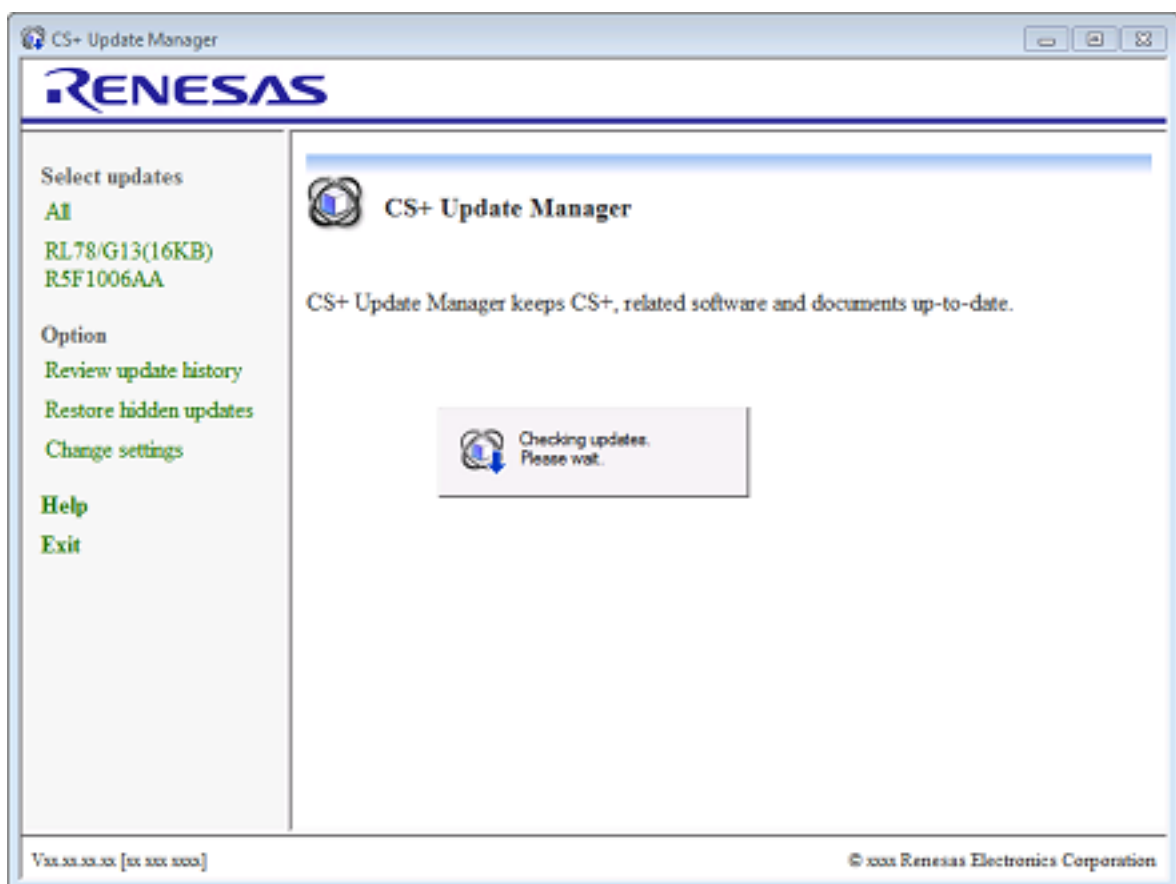 CS+ Update Manager
RENESAS
Select updates
All
RL78/G13(16KB)
R5F1006AA
Option
Review update history
Restore hidden updates
Change settings
Help
Exit
CS+ Update Manager
CS+ Update Manager keeps CS+, related software and documents up-to-date.
Checking updates.
Please wait..
Vxx.xx.xx.xx [xx xxx xxxx]
© xxxx Renesas Electronics Corporation